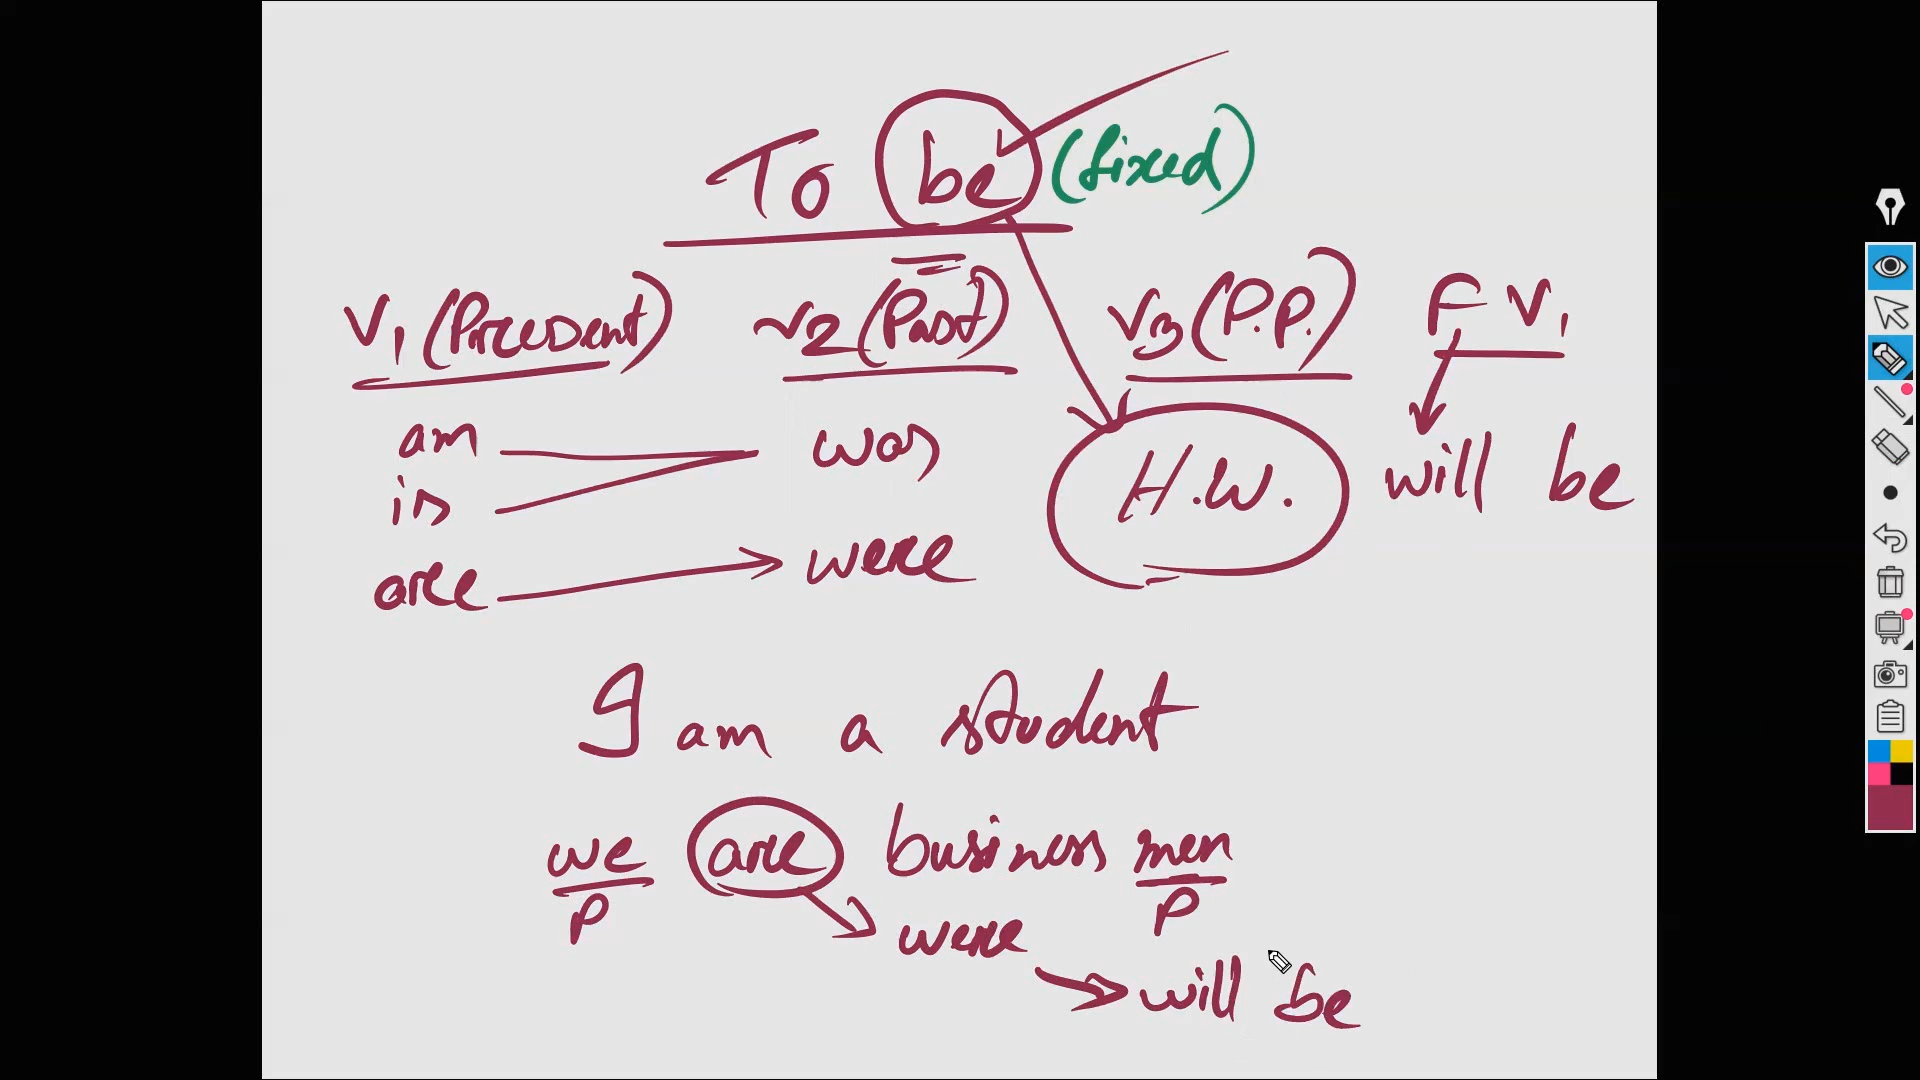 To be (fixed)
V1 (Present) V2 (Past) V3 (P.P.) F V1
am was H.W. will be
is
are were
I am a student
we are business men
P P
were
will be